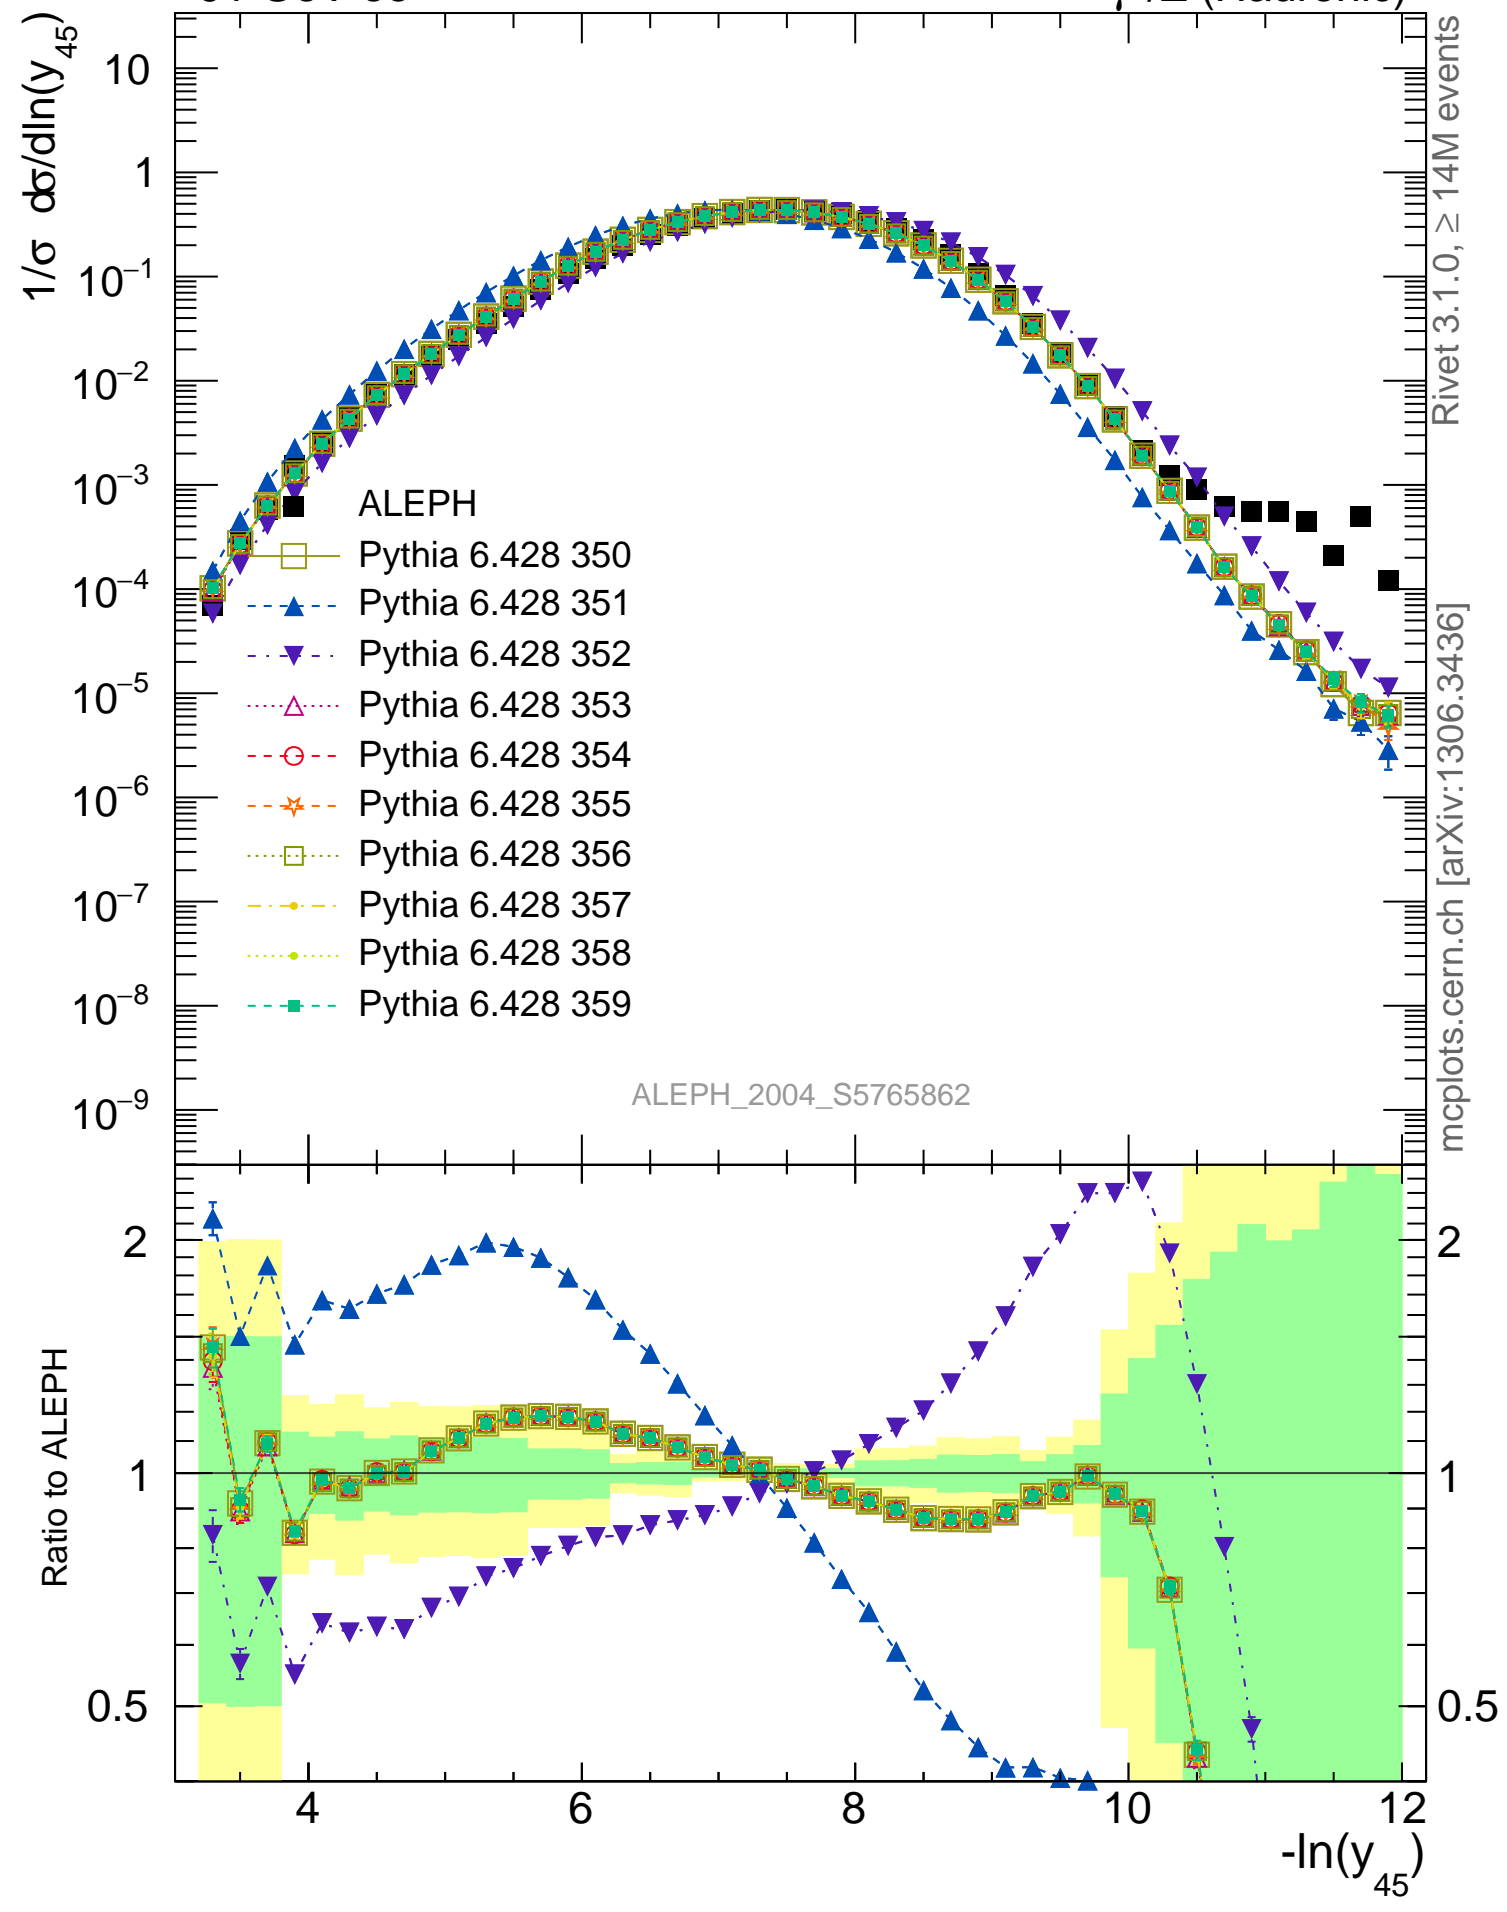 1/σ dσ/dln(y45)
10
1
10−1
10−2
10−3
10−4
10−5
10−6
10−7
10−8
10−9
ALEPH
Pythia 6.428 350
Pythia 6.428 351
Pythia 6.428 352
Pythia 6.428 353
Pythia 6.428 354
Pythia 6.428 355
Pythia 6.428 356
Pythia 6.428 357
Pythia 6.428 358
Pythia 6.428 359
ALEPH_2004_S5765862
Rivet 3.1.0, ≥ 14M events
mcplots.cern.ch [arXiv:1306.3436]
Ratio to ALEPH
2
1
0.5
2
1
0.5
4 6 8 10 12
-ln(y45)